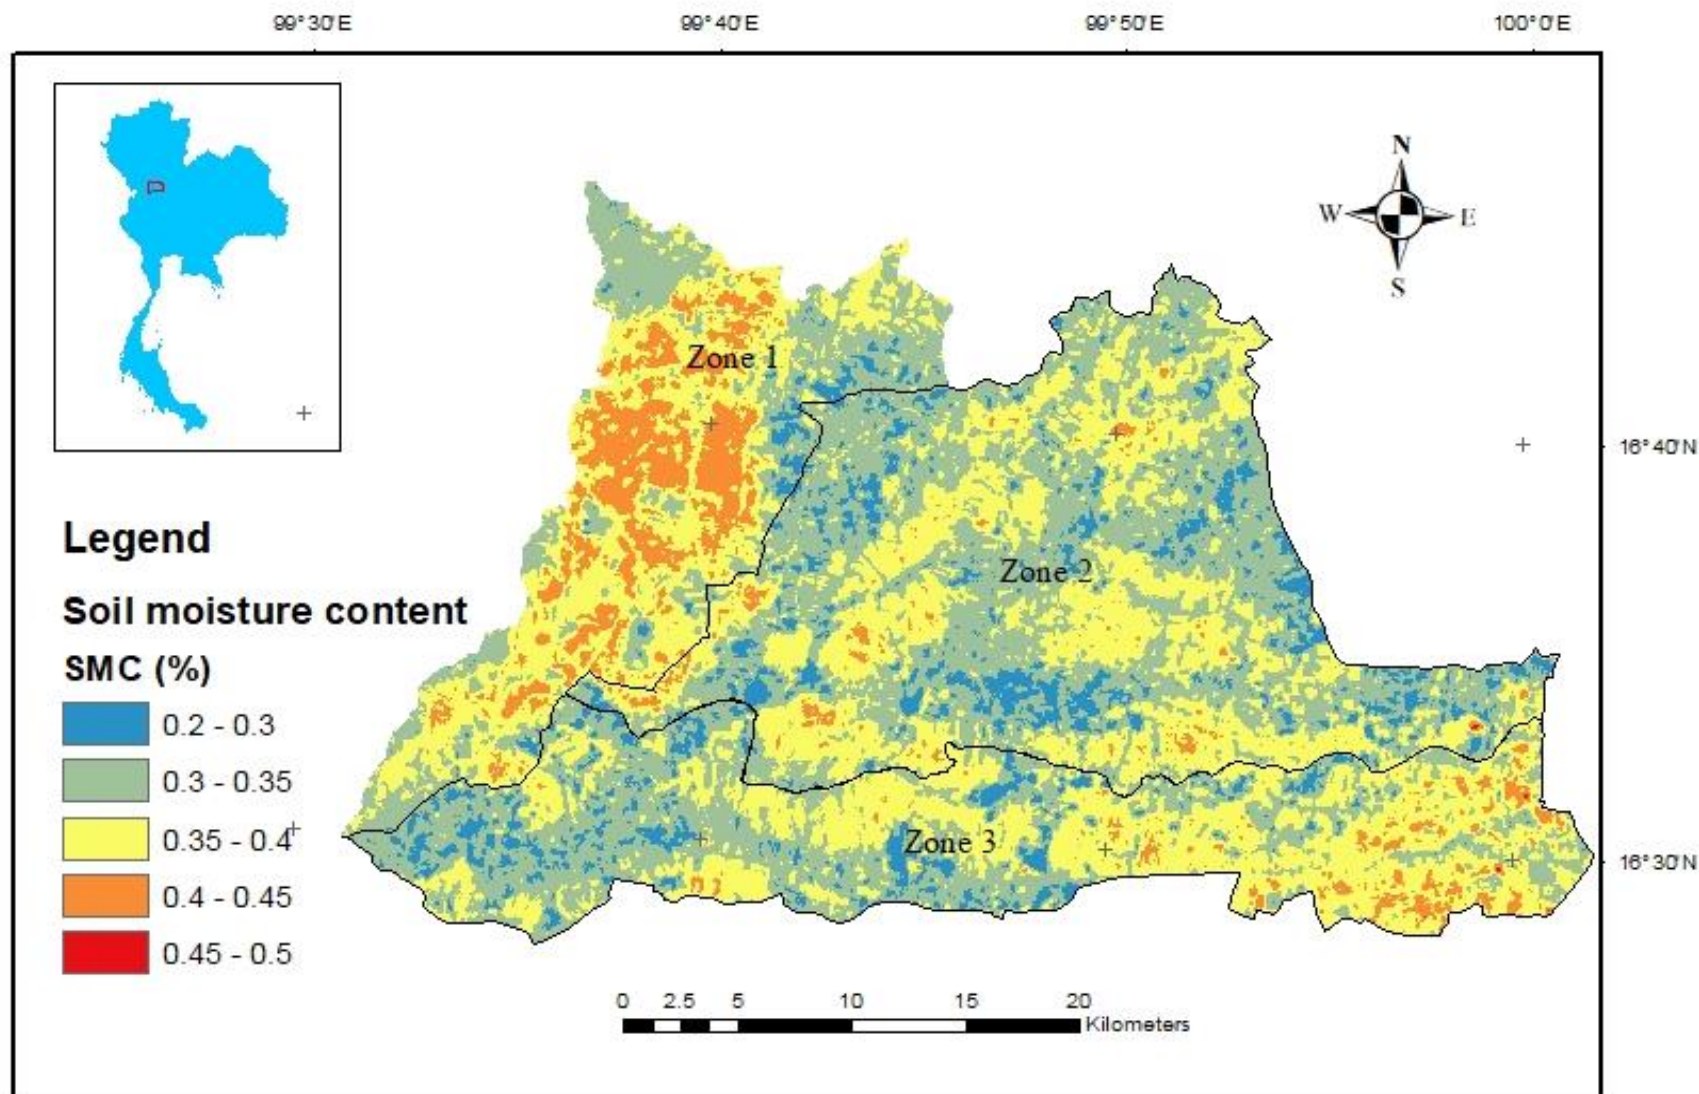 99°30'E 99°40'E 99°50'E 100°0'E
N
W E
S
Zone 1
16°40'N
Legend
Zone 2
Soil moisture content
SMC (%)
0.2 - 0.3
0.3 - 0.35
0.35 - 0.4
0.4 - 0.45
0.45 - 0.5
Zone 3
16°30'N
0 2.5 5 10 15 20
Kilometers